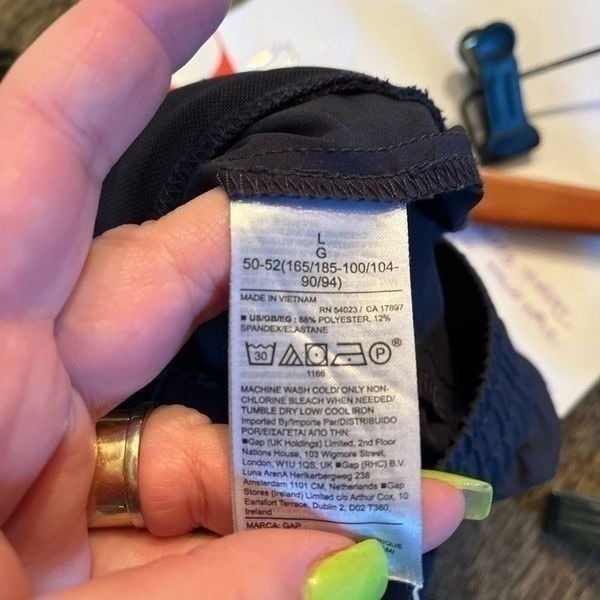 L
G
50-52(165/185-100/104-
90/94)
MADE IN VIETNAM
RN 54023 / CA 17897
■ US/GB/EG : 88% POLYESTER, 12%
SPANDEX/ELASTANE
30 P ®
1166
MACHINE WASH COLD/ ONLY NON-
CHLORINE BLEACH WHEN NEEDED/
TUMBLE DRY LOW/ COOL IRON
Imported By/Importe Par/DISTRIBUIDO
POR/ΕΙΣΑΓΕΤΑΙ ΑΠΟ ΤΗΝ:
■Gap (UK Holdings) Limited, 2nd Floor
Nations House, 103 Wigmore Street,
London, W1U 1QS, UK ■Gap (RHC) B.V.
Luna ArenA Herikerbergweg 238
Amsterdam 1101 CM, Netherlands ■Gap
Stores (Ireland) Limited c/o Arthur Cox, 10
Earlsfort Terrace, Dublin 2, D02 T380,
Ireland
MARCA: GAP